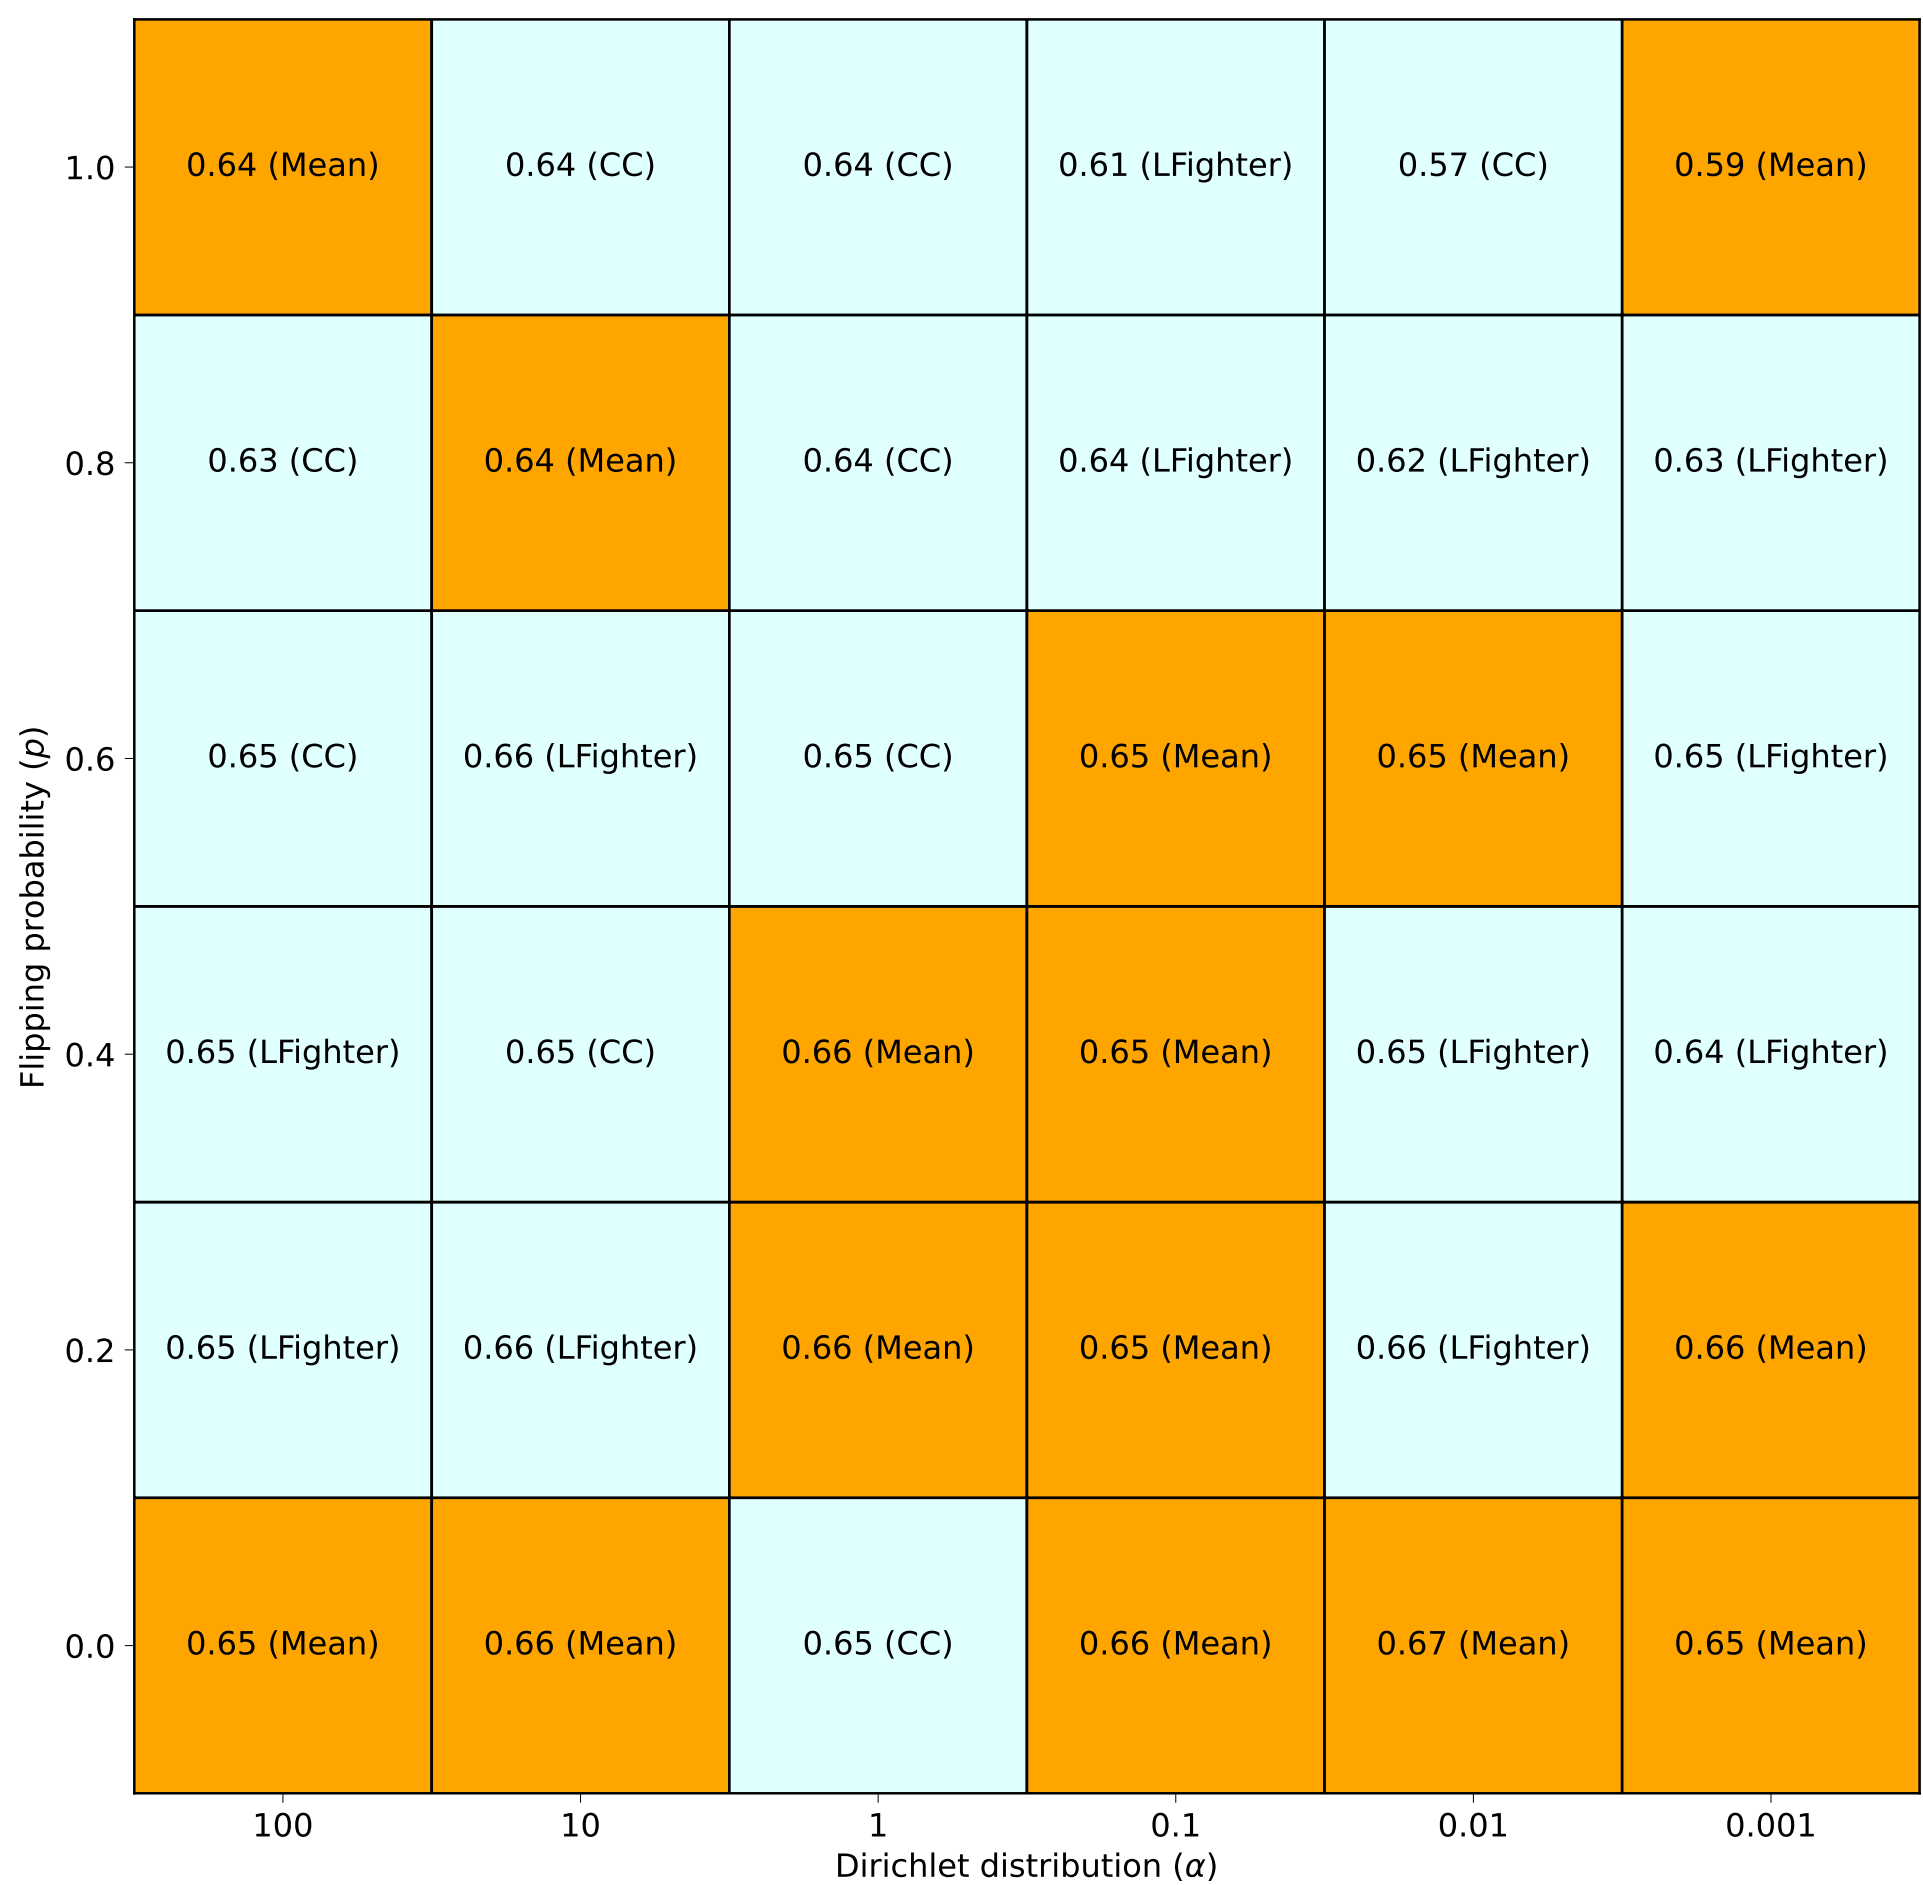 1.0 0.64 (Mean) 0.64 (CC) 0.64 (CC) 0.61 (LFighter) 0.57 (CC) 0.59 (Mean)
0.8 0.63 (CC) 0.64 (Mean) 0.64 (CC) 0.64 (LFighter) 0.62 (LFighter) 0.63 (LFighter)
0.6 0.65 (CC) 0.66 (LFighter) 0.65 (CC) 0.65 (Mean) 0.65 (Mean) 0.65 (LFighter)
0.4 0.65 (LFighter) 0.65 (CC) 0.66 (Mean) 0.65 (Mean) 0.65 (LFighter) 0.64 (LFighter)
0.2 0.65 (LFighter) 0.66 (LFighter) 0.66 (Mean) 0.65 (Mean) 0.66 (LFighter) 0.66 (Mean)
0.0 0.65 (Mean) 0.66 (Mean) 0.65 (CC) 0.66 (Mean) 0.67 (Mean) 0.65 (Mean)
100 10 1 0.1 0.01 0.001
Dirichlet distribution (α)
Flipping probability (p)